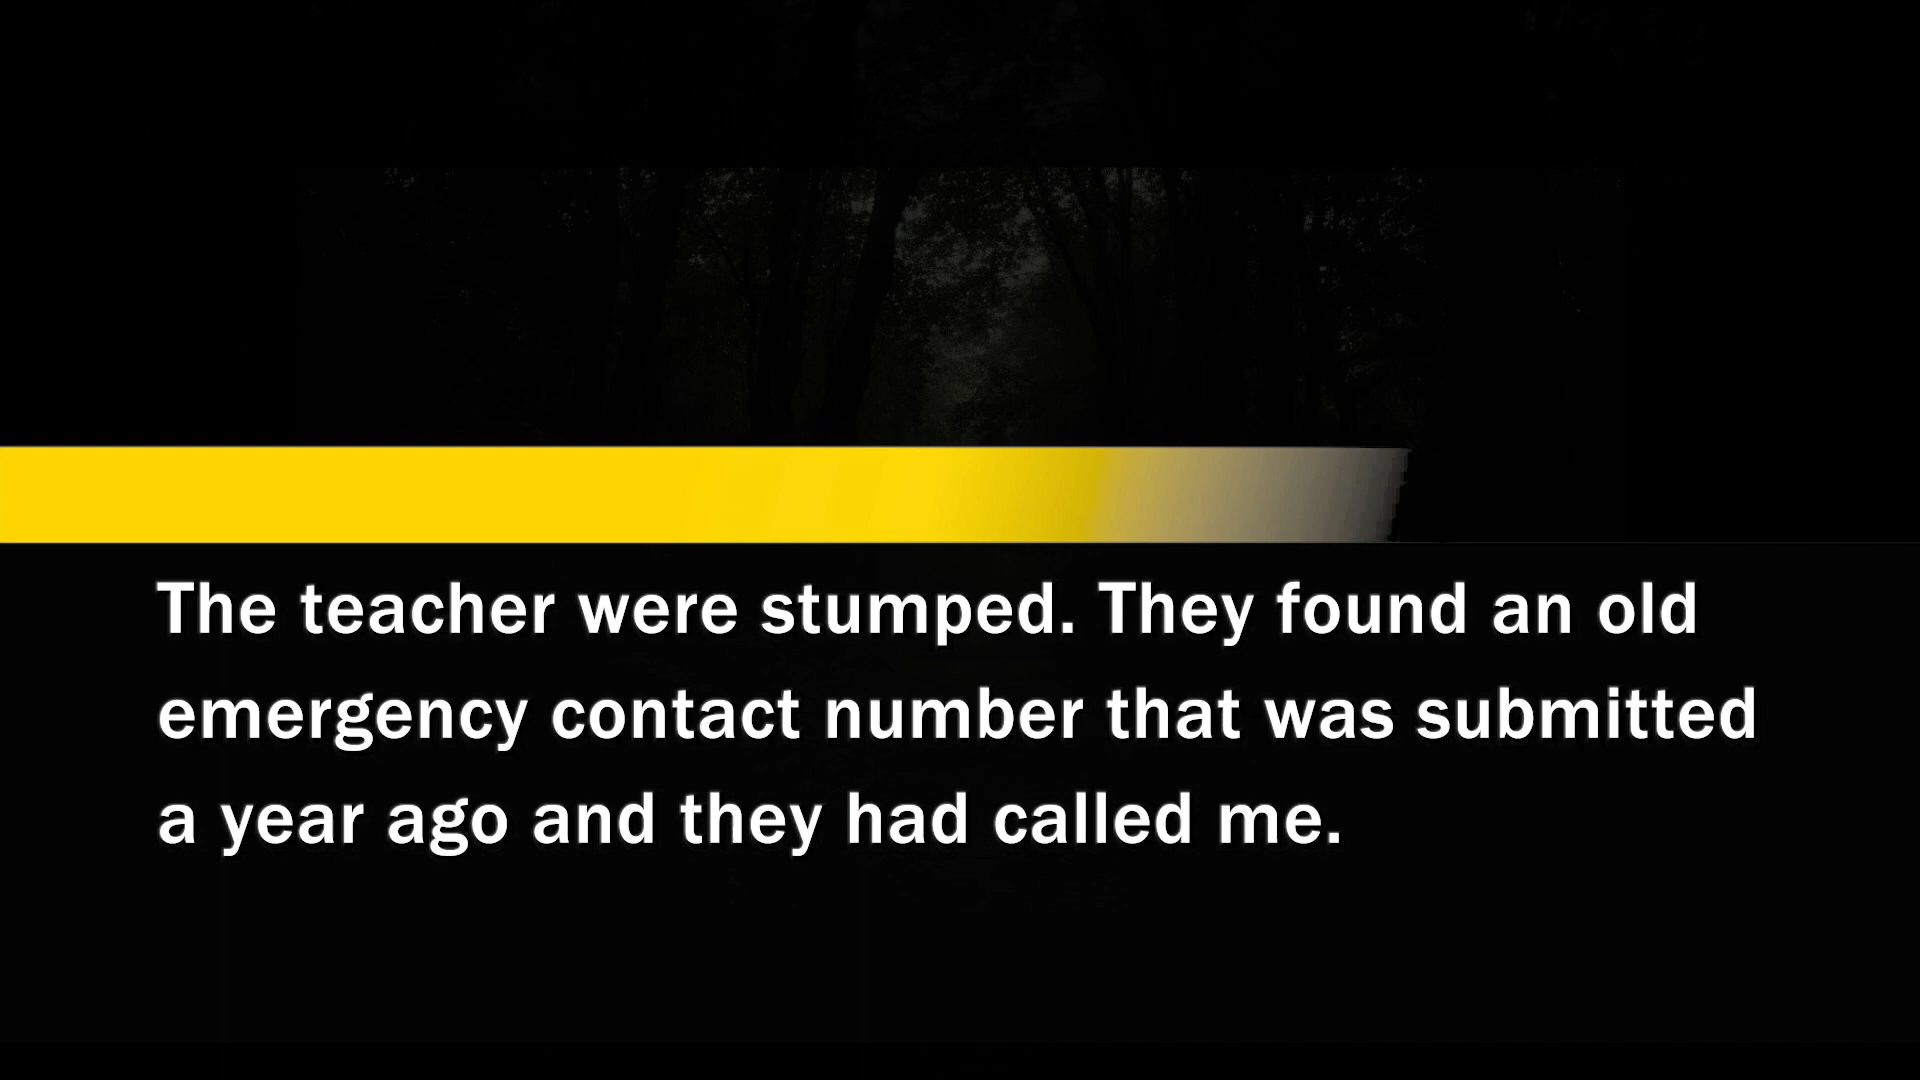 The teacher were stumped. They found an old
emergency contact number that was submitted
a year ago and they had called me.